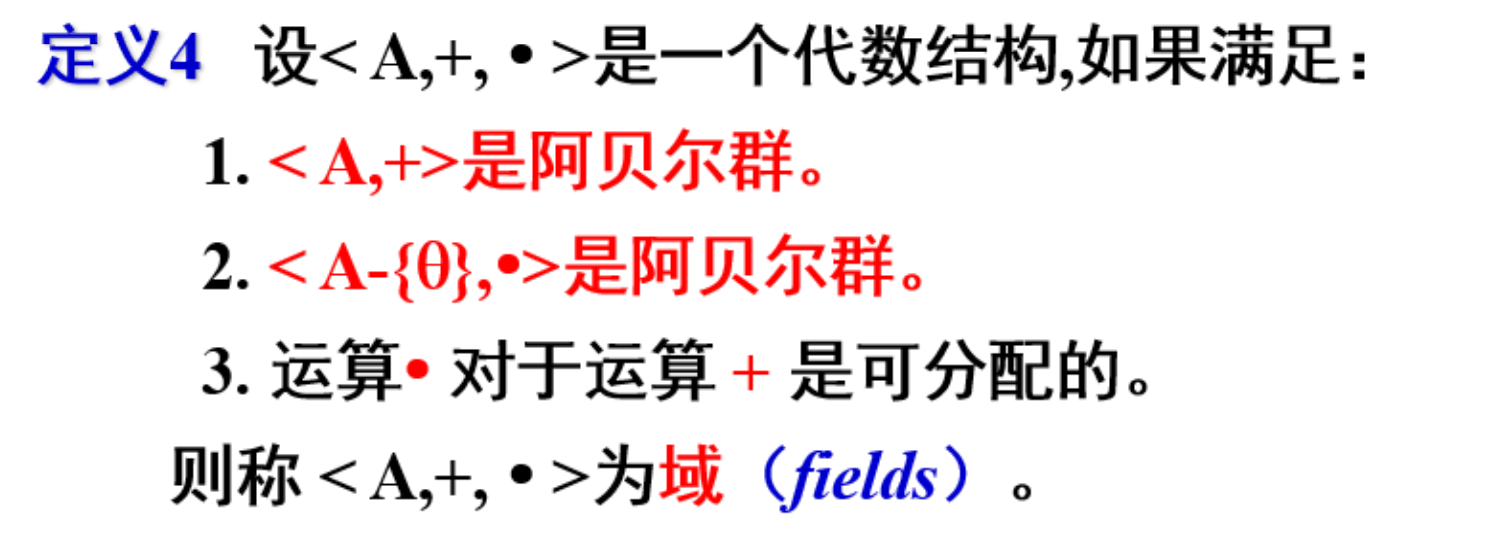 定义4 设< A,+, • >是一个代数结构,如果满足：
1. < A,+>是阿贝尔群。
2. < A-{θ},•>是阿贝尔群。
3. 运算• 对于运算 + 是可分配的。
则称 < A,+, • >为域（fields）。